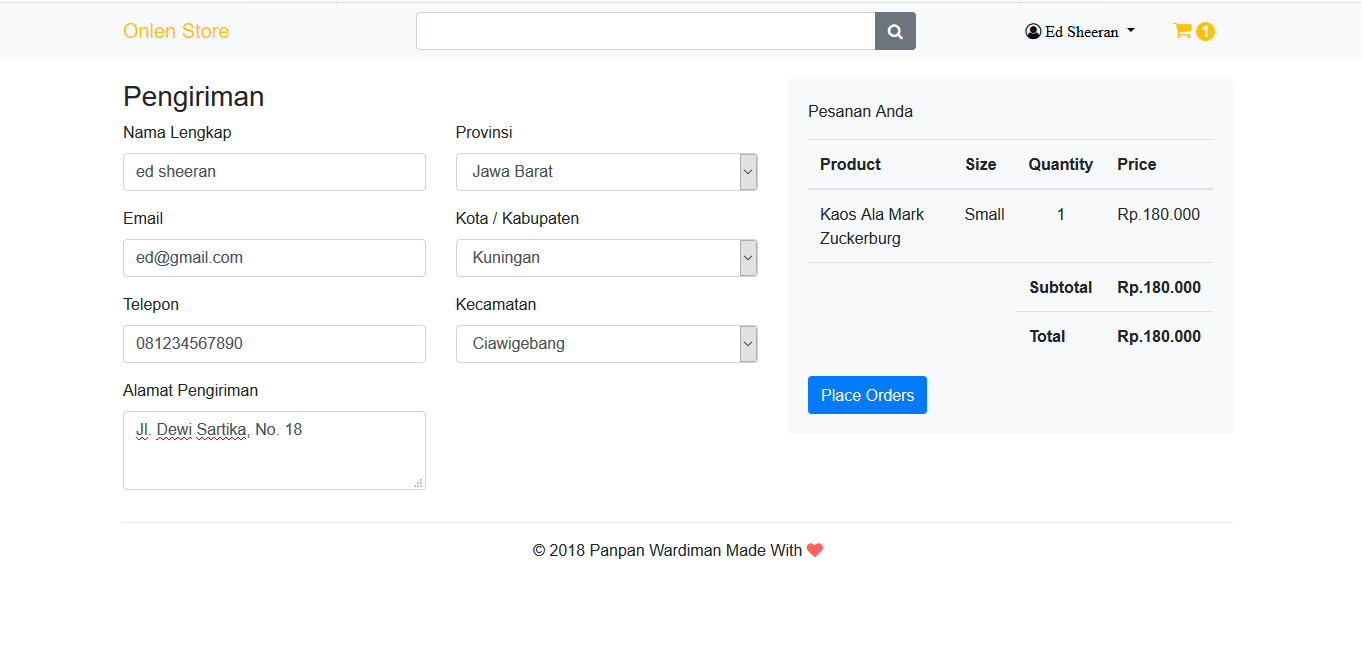 Onlen Store
Ed Sheeran
1
Pengiriman
Nama Lengkap
ed sheeran
Email
ed@gmail.com
Telepon
081234567890
Alamat Pengiriman
Jl. Dewi Sartika, No. 18
Provinsi
Jawa Barat
Kota / Kabupaten
Kuningan
Kecamatan
Ciawigebang
Pesanan Anda
Product Size Quantity Price
Kaos Ala Mark Small 1 Rp.180.000
Zuckerburg
Subtotal Rp.180.000
Total Rp.180.000
Place Orders
© 2018 Panpan Wardiman Made With